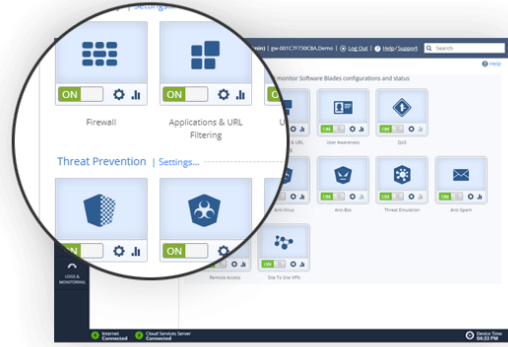 Settings...
min) | gw-001C7F730CBA,Demo | Log Out | Help/Support Search
Help
monitor Software Blades configurations and status
ON ON
Firewall Applications & URL
Filtering
User Awareness QoS
Threat Prevention | Settings...
ON ON
Anti-Virus Anti-Bot Threat Emulation Anti-Spam
LOGS &
MONITORING
Remote Access Site To Site VPN
Internet Cloud Services Server Device Time
Connected Connected 04:33 PM